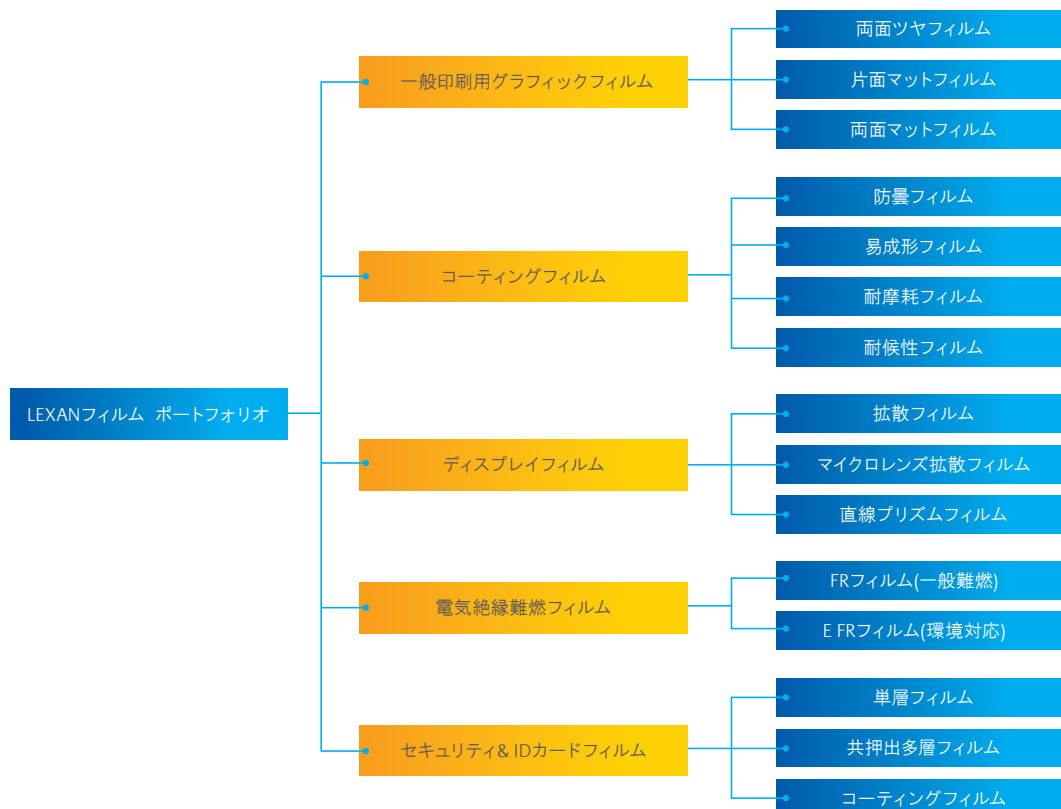 LEXANフィルム ポートフォリオ
一般印刷用グラフィックフィルム
両面ツヤフィルム
片面マットフィルム
両面マットフィルム
コーティングフィルム
防曇フィルム
易成形フィルム
耐摩耗フィルム
耐候性フィルム
ディスプレイフィルム
拡散フィルム
マイクロレンズ拡散フィルム
直線プリズムフィルム
電気絶縁難燃フィルム
FRフィルム(一般難燃)
E FRフィルム(環境対応)
セキュリティ& IDカードフィルム
単層フィルム
共押出多層フィルム
コーティングフィルム